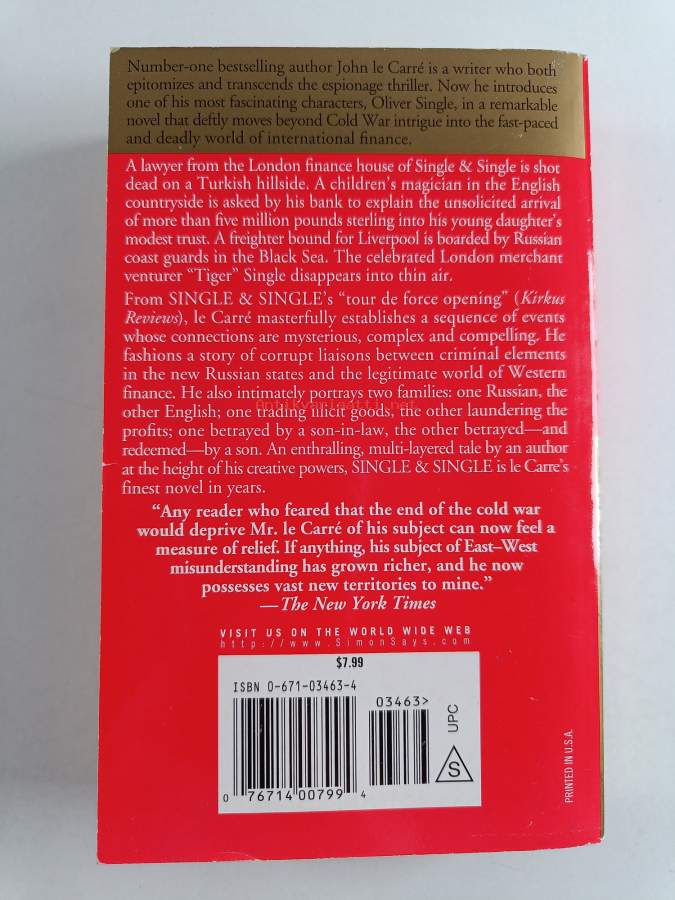 Number-one bestselling author John le Carré is a writer who both
epitomizes and transcends the espionage thriller. Now he introduces
one of his most fascinating characters, Oliver Single, in a remarkable
novel that deftly moves beyond Cold War intrigue into the fast-paced
and deadly world of international finance.
A lawyer from the London finance house of Single & Single is shot
dead on a Turkish hillside. A children's magician in the English
countryside is asked by his bank to explain the unsolicited arrival
of more than five million pounds sterling into his young daughter's
modest trust. A freighter bound for Liverpool is boarded by Russian
coast guards in the Black Sea. The celebrated London merchant
venturer "Tiger" Single disappears into thin air.
From SINGLE & SINGLE's "tour de force opening" (Kirkus
Reviews), le Carré masterfully establishes a sequence of events
whose connections are mysterious, complex and compelling. He
fashions a story of corrupt liaisons between criminal elements
in the new Russian states and the legitimate world of Western
finance. He also intimately portrays two families: one Russian, the
other English; one trading illicit goods, the other laundering the
profits; one betrayed by a son-in-law, the other betrayed—and
redeemed—by a son. An enthralling, multi-layered tale by an author
at the height of his creative powers, SINGLE & SINGLE is le Carre's
finest novel in years.
"Any reader who feared that the end of the cold war
would deprive Mr. le Carré of his subject can now feel a
measure of relief. If anything, his subject of East–West
misunderstanding has grown richer, and he now
possesses vast new territories to mine."
—The New York Times
VISIT US ON THE WORLD WIDE WEB
http://www.SimonSays.com
$7.99
ISBN 0-671-03463-4
03463>
UPC
S
0 76714 00799 4
PRINTED IN U.S.A.